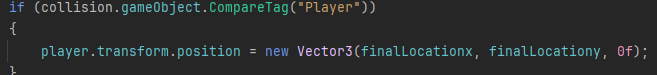 if (collision.gameObject.CompareTag("Player"))
{
player.transform.position = new Vector3(finalLocationx, finalLocationy, 0f);
}